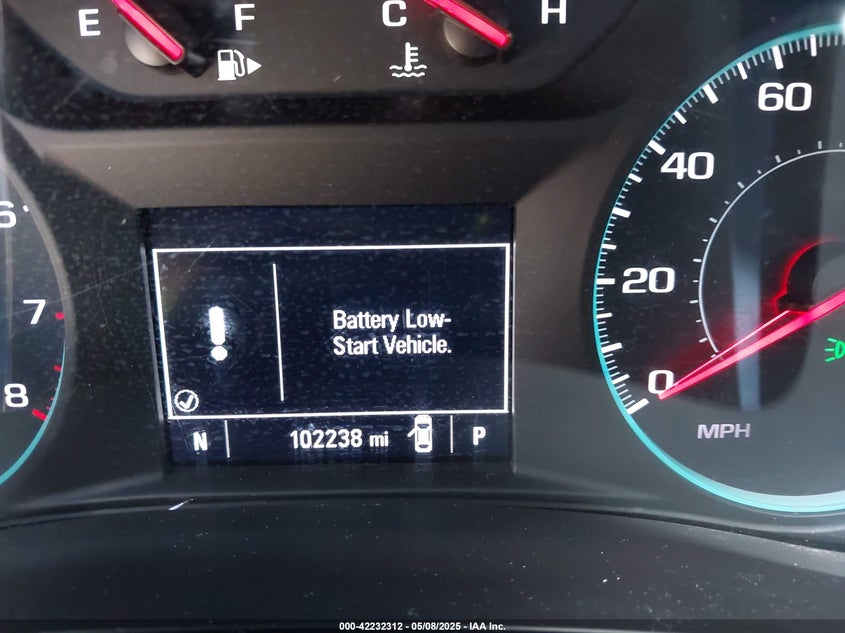 E F
C H
60
40
20
0
MPH
6
7
8
Battery Low-
Start Vehicle.
N 102238 mi P
000-42232312 - 05/08/2025 - IAA Inc.